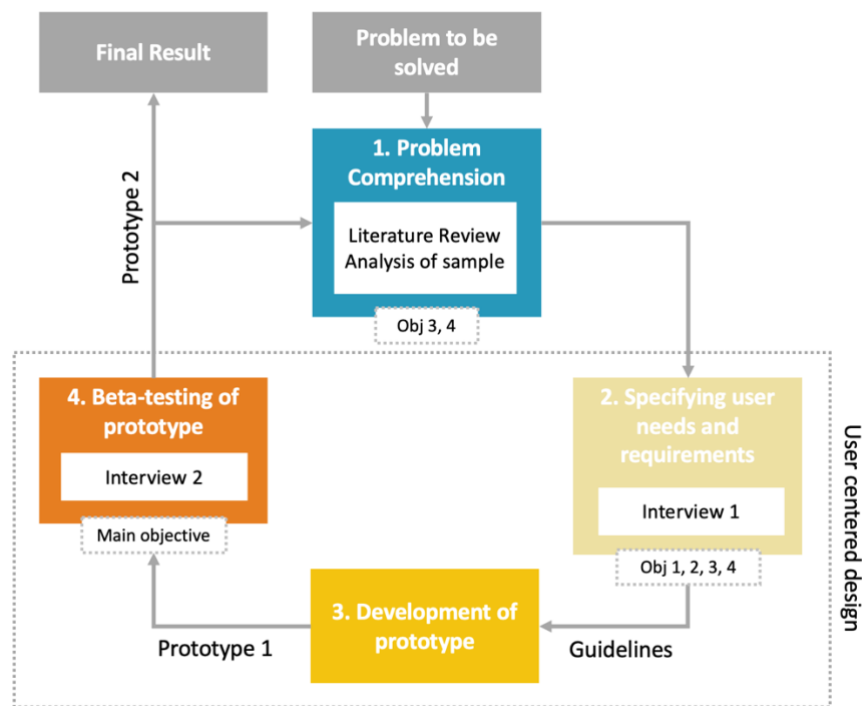 Final Result
Problem to be
solved
1. Problem
Comprehension
Literature Review
Analysis of sample
Obj 3, 4
Prototype 2
4. Beta-testing of
prototype
Interview 2
Main objective
2. Specifying user
needs and
requirements
Interview 1
Obj 1, 2, 3, 4
User centered design
3. Development of
prototype
Prototype 1
Guidelines